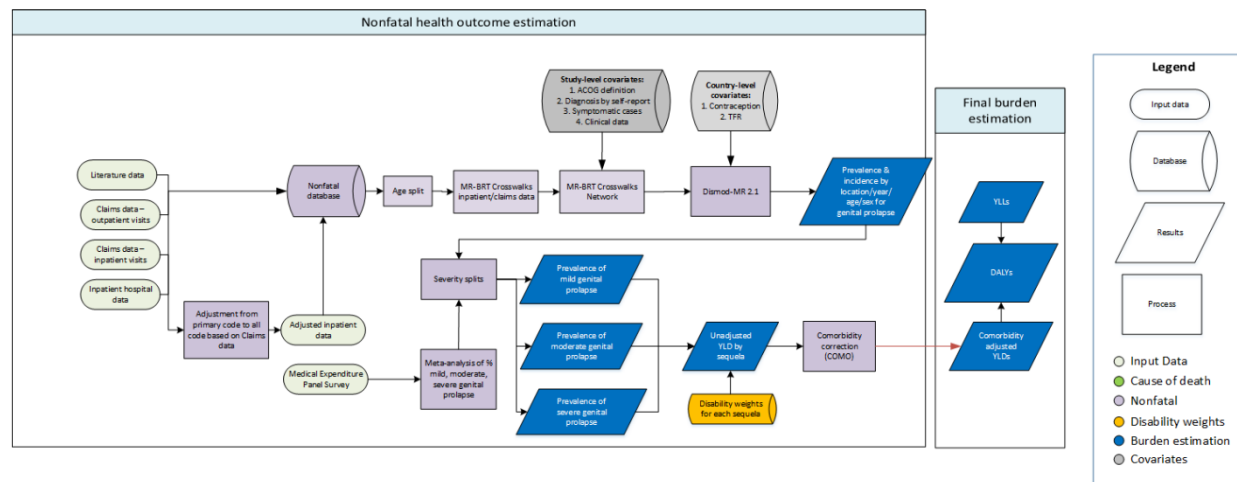 Nonfatal health outcome estimation
Study-level covariates:
1. ACOG definition
2. Diagnosis by self-report
3. Symptomatic cases
4. Clinical data
Country-level
covariates:
1. Contraception
2. TFR
Literature data
Claims data –
outpatient visits
Claims data –
inpatient visits
Inpatient hospital
data
Nonfatal
database
Age split
MR-BRT Crosswalks
inpatient/claims data
MR-BRT Crosswalks
Network
Dismod-MR 2.1
Prevalence &
incidence by
location/year/
age/sex for
genital prolapse
Adjustment from
primary code to all
code based on Claims
data
Adjusted inpatient
data
Medical Expenditure
Panel Survey
Severity splits
Meta-analysis of %
mild, moderate,
severe genital
prolapse
Prevalence of
mild genital
prolapse
Prevalence of
moderate genital
prolapse
Prevalence of
severe genital
prolapse
Unadjusted
YLD by
sequela
Disability weights
for each sequela
Comorbidity
correction
(COMO)
Final burden
estimation
YLLs
DALYs
Comorbidity
adjusted
YLDs
Legend
Input data
Database
Results
Process
Input Data
Cause of death
Nonfatal
Disability weights
Burden estimation
Covariates